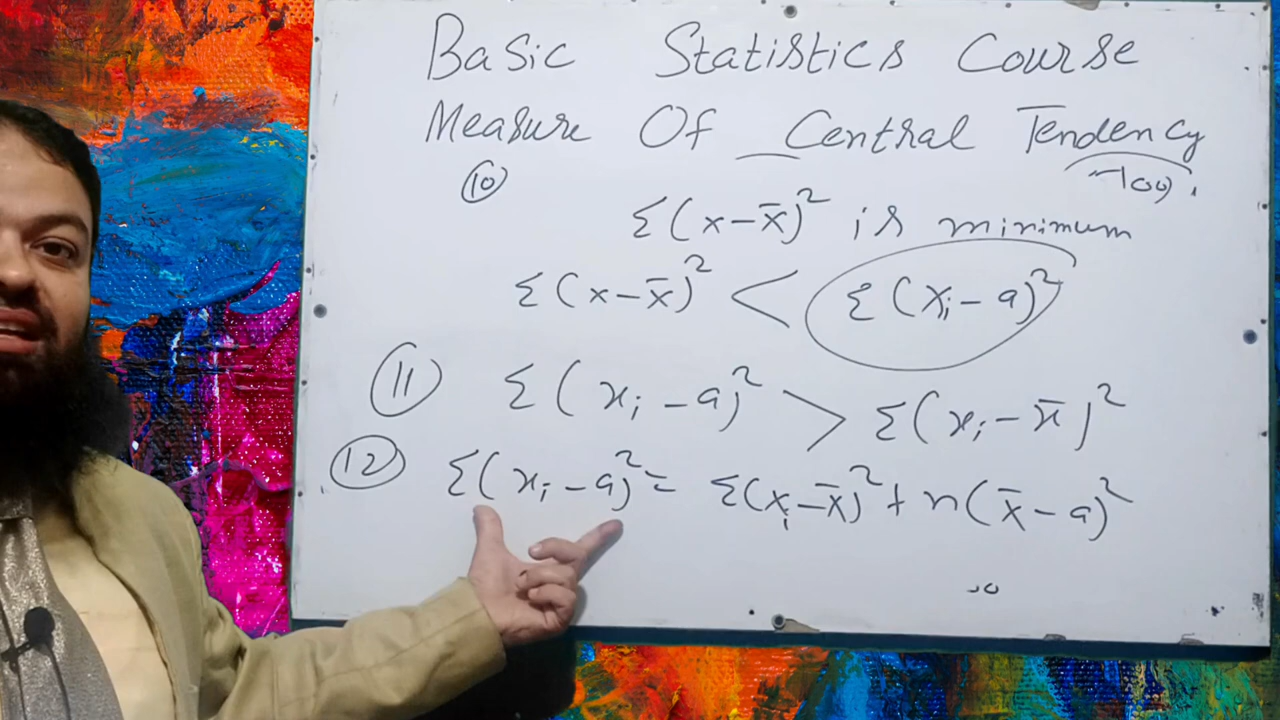 Basic Statistics Course
Measure Of Central Tendency
⑩
Σ(x-x̄)² is minimum
Σ(x-x̄)² < Σ(Xᵢ-a)²
⑪ Σ(xᵢ-a)² > Σ(xᵢ-x̄)²
⑫ Σ(xᵢ-a)² = Σ(xᵢ-x̄)² + n(x̄-a)²